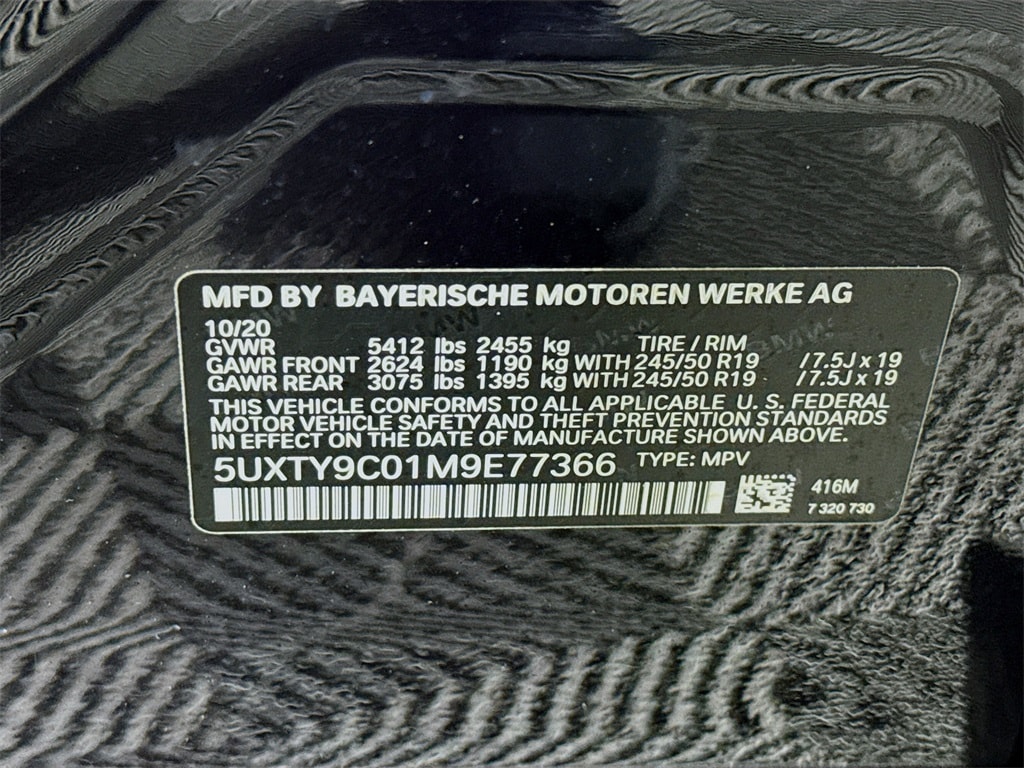 MFD BY BAYERISCHE MOTOREN WERKE AG
10/20
GVWR 5412 lbs 2455 kg TIRE / RIM
GAWR FRONT 2624 lbs 1190 kg WITH 245/50 R19 / 7.5J x 19
GAWR REAR 3075 lbs 1395 kg WITH 245/50 R19 / 7.5J x 19
THIS VEHICLE CONFORMS TO ALL APPLICABLE U. S. FEDERAL
MOTOR VEHICLE SAFETY AND THEFT PREVENTION STANDARDS
IN EFFECT ON THE DATE OF MANUFACTURE SHOWN ABOVE.
5UXTY9C01M9E77366 TYPE: MPV
416M
7 320 730